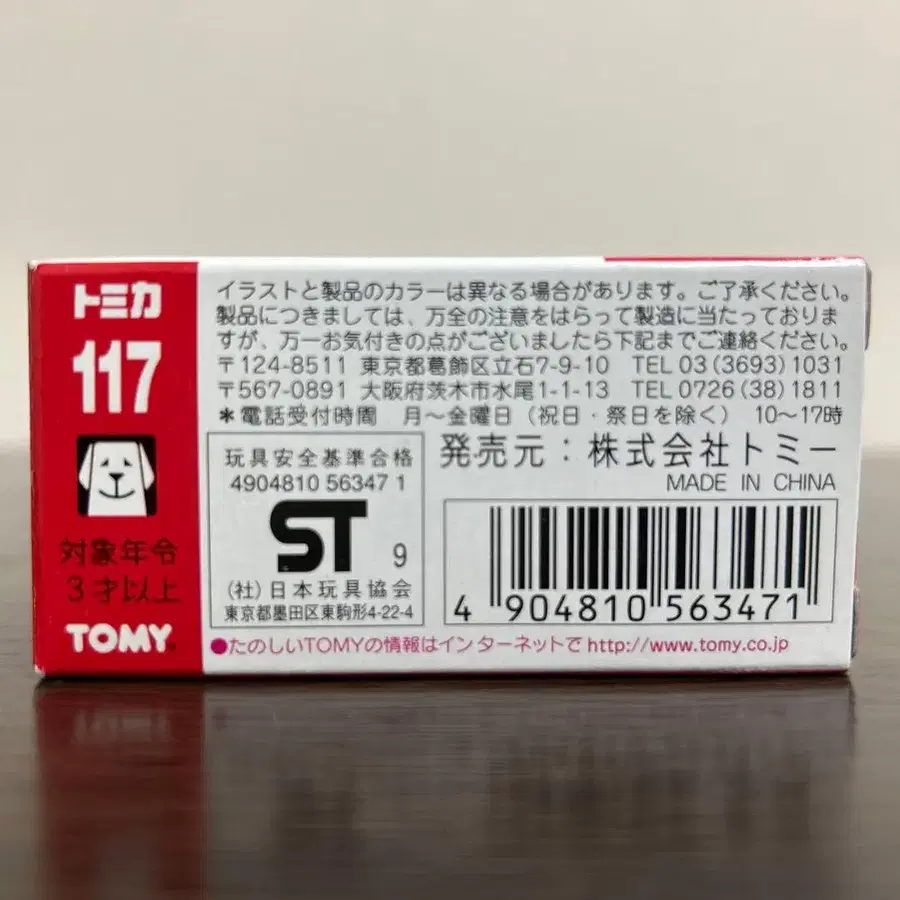 トミカ
117
対象年令
3才以上
TOMY
イラストと製品のカラーは異なる場合があります。ご了承ください。
製品につきましては、万全の注意をはらって製造に当たっておりま
すが、万一お気付きの点がございましたら下記までご連絡ください。
〒124-8511 東京都葛飾区立石7-9-10 TEL 03(3693)1031
〒567-0891 大阪府茨木市水尾1-1-13 TEL 0726(38)1811
*電話受付時間 月～金曜日(祝日・祭日を除く) 10～17時
玩具安全基準合格
4904810 56347 1
ST 9
(社)日本玩具協会
東京都墨田区東駒形4-22-4
発売元:株式会社トミー
MADE IN CHINA
4 904810 563471
●たのしいTOMYの情報はインターネットで http://www.tomy.co.jp